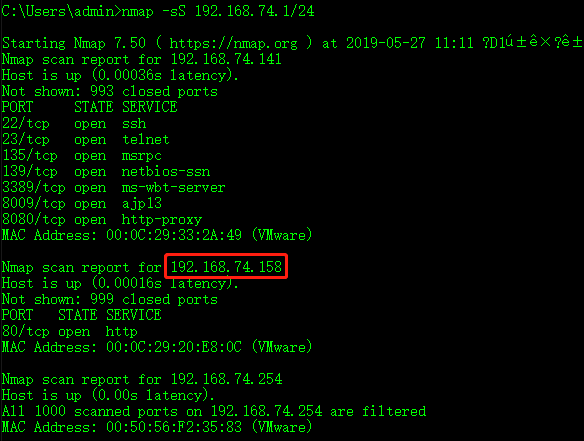 C:\Users\admin>nmap -sS 192.168.74.1/24
Starting Nmap 7.50 ( https://nmap.org ) at 2019-05-27 11:11 ?D1ú±ê×?ê±
Nmap scan report for 192.168.74.141
Host is up (0.00036s latency).
Not shown: 993 closed ports
PORT     STATE SERVICE
22/tcp   open  ssh
23/tcp   open  telnet
135/tcp  open  msrpc
139/tcp  open  netbios-ssn
3389/tcp open  ms-wbt-server
8009/tcp open  ajp13
8080/tcp open  http-proxy
MAC Address: 00:0C:29:33:2A:49 (VMware)
Nmap scan report for 192.168.74.158
Host is up (0.00016s latency).
Not shown: 999 closed ports
PORT   STATE SERVICE
80/tcp open  http
MAC Address: 00:0C:29:20:E8:0C (VMware)
Nmap scan report for 192.168.74.254
Host is up (0.00s latency).
All 1000 scanned ports on 192.168.74.254 are filtered
MAC Address: 00:50:56:F2:35:83 (VMware)